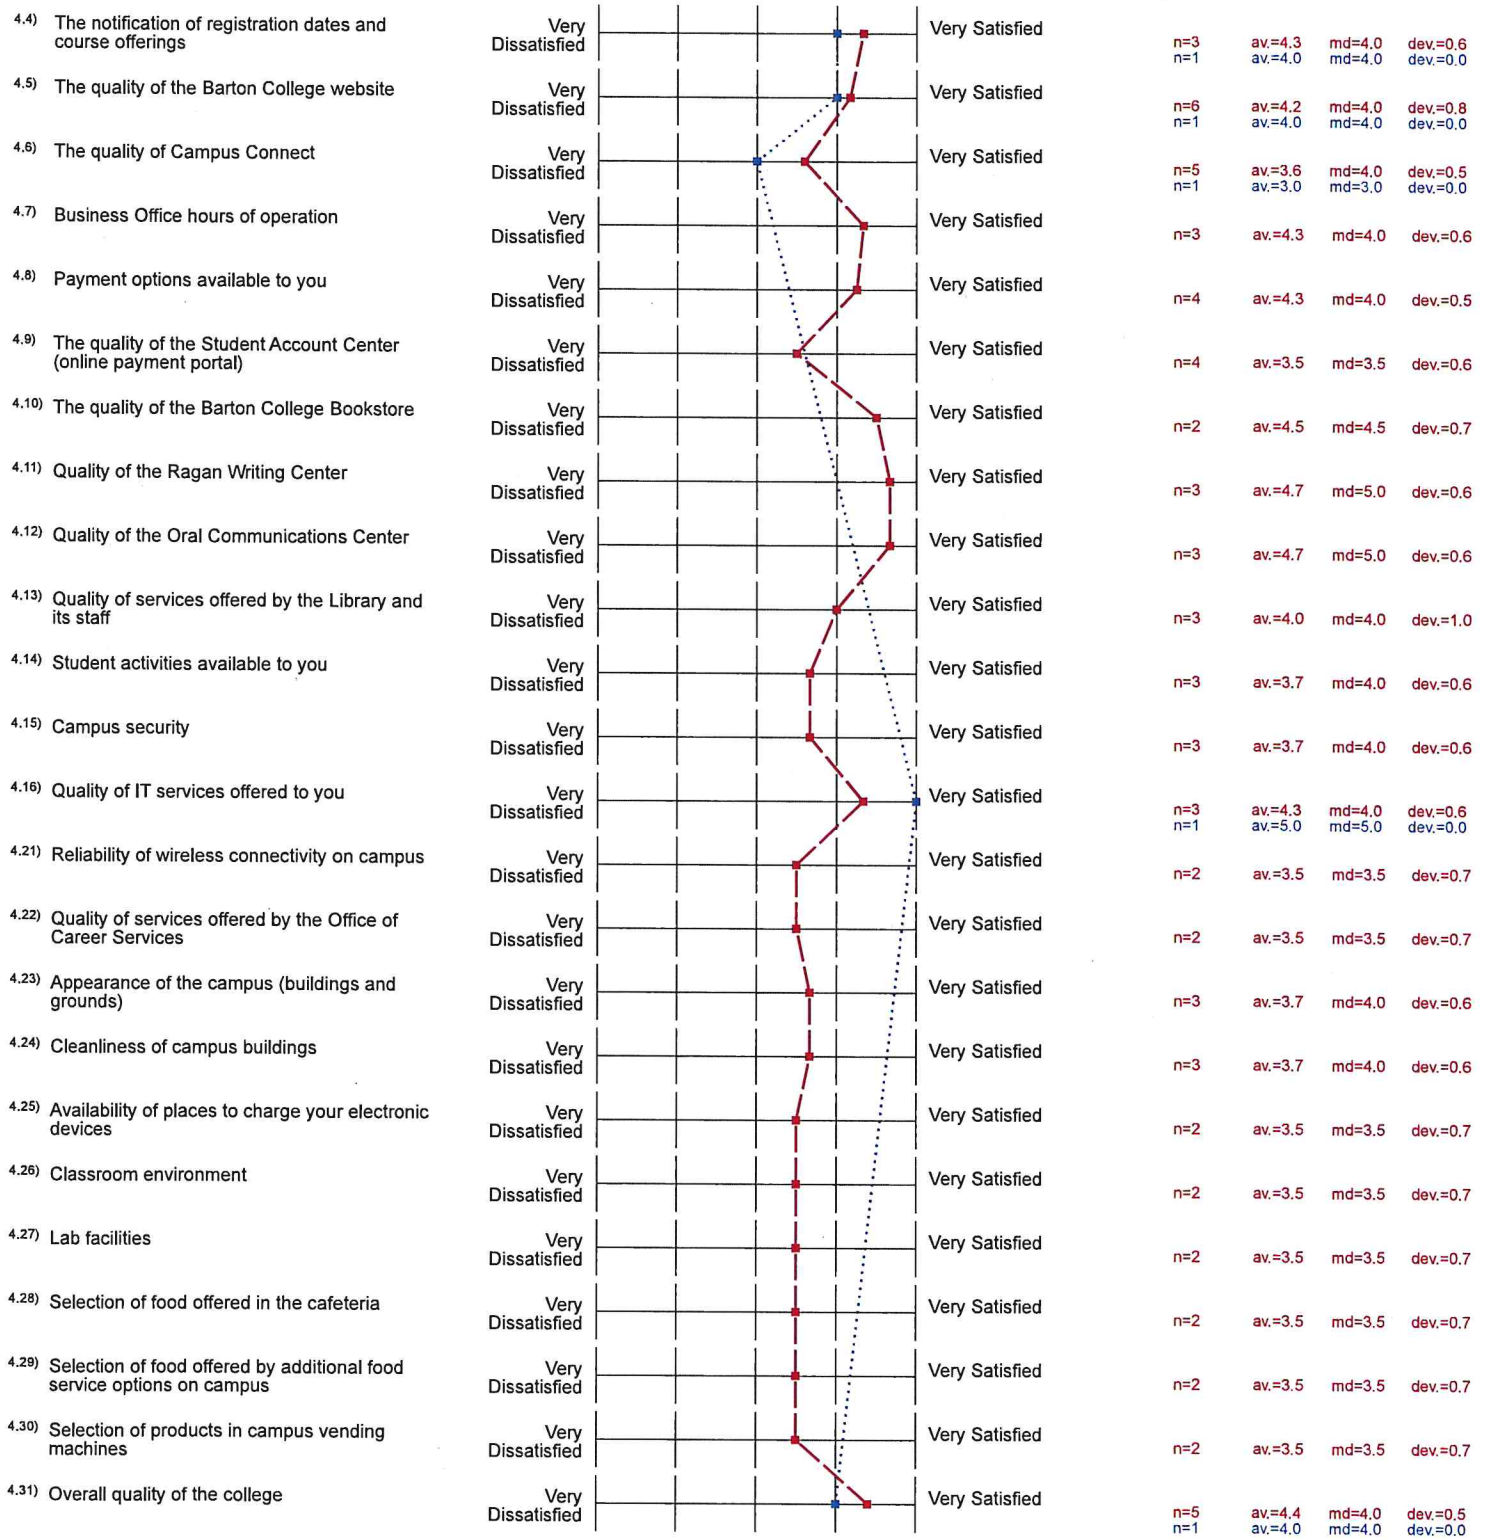 4.4) The notification of registration dates and
course offerings
Very
Dissatisfied
Very Satisfied
n=3 av.=4.3 md=4.0 dev.=0.6
n=1 av.=4.0 md=4.0 dev.=0.0
4.5) The quality of the Barton College website
Very
Dissatisfied
Very Satisfied
n=6 av.=4.2 md=4.0 dev.=0.8
n=1 av.=4.0 md=4.0 dev.=0.0
4.6) The quality of Campus Connect
Very
Dissatisfied
Very Satisfied
n=5 av.=3.6 md=4.0 dev.=0.5
n=1 av.=3.0 md=3.0 dev.=0.0
4.7) Business Office hours of operation
Very
Dissatisfied
Very Satisfied
n=3 av.=4.3 md=4.0 dev.=0.6
4.8) Payment options available to you
Very
Dissatisfied
Very Satisfied
n=4 av.=4.3 md=4.0 dev.=0.5
4.9) The quality of the Student Account Center
(online payment portal)
Very
Dissatisfied
Very Satisfied
n=4 av.=3.5 md=3.5 dev.=0.6
4.10) The quality of the Barton College Bookstore
Very
Dissatisfied
Very Satisfied
n=2 av.=4.5 md=4.5 dev.=0.7
4.11) Quality of the Ragan Writing Center
Very
Dissatisfied
Very Satisfied
n=3 av.=4.7 md=5.0 dev.=0.6
4.12) Quality of the Oral Communications Center
Very
Dissatisfied
Very Satisfied
n=3 av.=4.7 md=5.0 dev.=0.6
4.13) Quality of services offered by the Library and
its staff
Very
Dissatisfied
Very Satisfied
n=3 av.=4.0 md=4.0 dev.=1.0
4.14) Student activities available to you
Very
Dissatisfied
Very Satisfied
n=3 av.=3.7 md=4.0 dev.=0.6
4.15) Campus security
Very
Dissatisfied
Very Satisfied
n=3 av.=3.7 md=4.0 dev.=0.6
4.16) Quality of IT services offered to you
Very
Dissatisfied
Very Satisfied
n=3 av.=4.3 md=4.0 dev.=0.6
n=1 av.=5.0 md=5.0 dev.=0.0
4.21) Reliability of wireless connectivity on campus
Very
Dissatisfied
Very Satisfied
n=2 av.=3.5 md=3.5 dev.=0.7
4.22) Quality of services offered by the Office of
Career Services
Very
Dissatisfied
Very Satisfied
n=2 av.=3.5 md=3.5 dev.=0.7
4.23) Appearance of the campus (buildings and
grounds)
Very
Dissatisfied
Very Satisfied
n=3 av.=3.7 md=4.0 dev.=0.6
4.24) Cleanliness of campus buildings
Very
Dissatisfied
Very Satisfied
n=3 av.=3.7 md=4.0 dev.=0.6
4.25) Availability of places to charge your electronic
devices
Very
Dissatisfied
Very Satisfied
n=2 av.=3.5 md=3.5 dev.=0.7
4.26) Classroom environment
Very
Dissatisfied
Very Satisfied
n=2 av.=3.5 md=3.5 dev.=0.7
4.27) Lab facilities
Very
Dissatisfied
Very Satisfied
n=2 av.=3.5 md=3.5 dev.=0.7
4.28) Selection of food offered in the cafeteria
Very
Dissatisfied
Very Satisfied
n=2 av.=3.5 md=3.5 dev.=0.7
4.29) Selection of food offered by additional food
service options on campus
Very
Dissatisfied
Very Satisfied
n=2 av.=3.5 md=3.5 dev.=0.7
4.30) Selection of products in campus vending
machines
Very
Dissatisfied
Very Satisfied
n=2 av.=3.5 md=3.5 dev.=0.7
4.31) Overall quality of the college
Very
Dissatisfied
Very Satisfied
n=5 av.=4.4 md=4.0 dev.=0.5
n=1 av.=4.0 md=4.0 dev.=0.0